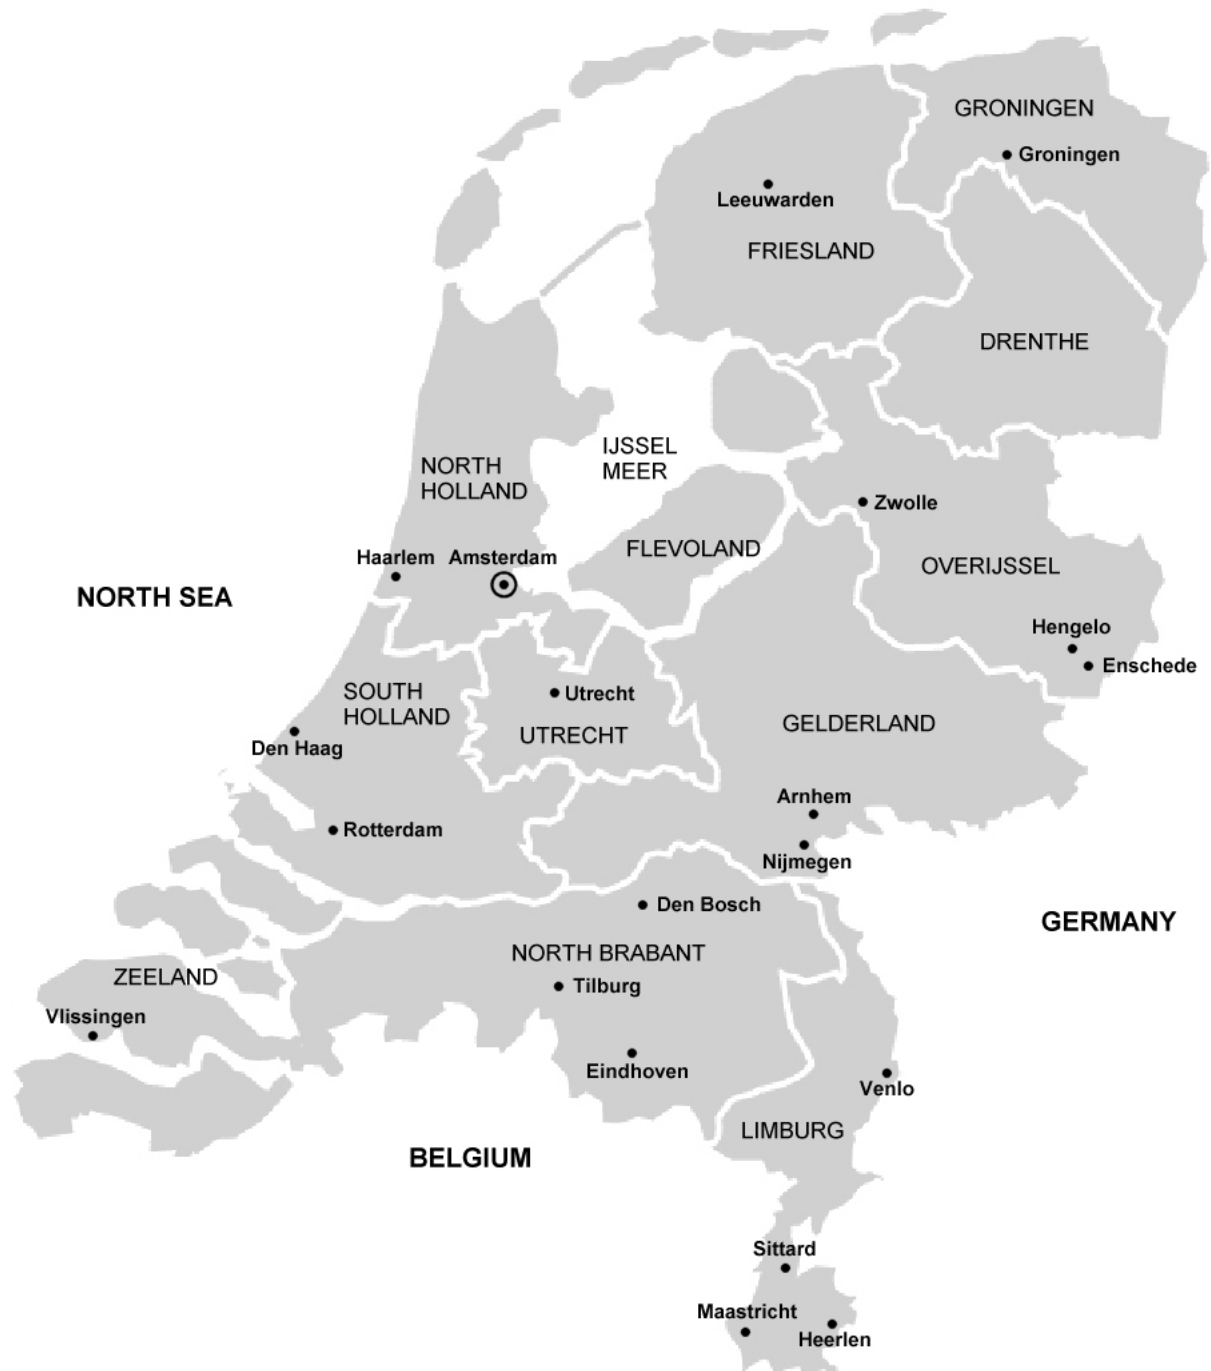 GRONINGEN
Groningen
Leeuwarden
FRIESLAND
DRENTHE
IJSSEL
MEER
NORTH
HOLLAND
Zwolle
FLEVOLAND
Haarlem
Amsterdam
OVERIJSSEL
NORTH SEA
Hengelo
Enschede
SOUTH
HOLLAND
Utrecht
UTRECHT
GELDERLAND
Den Haag
Arnhem
Rotterdam
Nijmegen
Den Bosch
GERMANY
NORTH BRABANT
ZEELAND
Tilburg
Vlissingen
Eindhoven
Venlo
LIMBURG
BELGIUM
Sittard
Maastricht
Heerlen